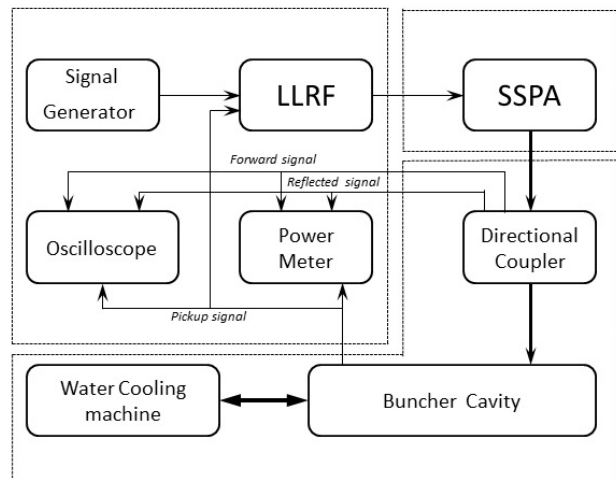 Signal
Generator
LLRF
SSPA
Forward signal
Reflected signal
Oscilloscope
Power
Meter
Directional
Coupler
Pickup signal
Water Cooling
machine
Buncher Cavity